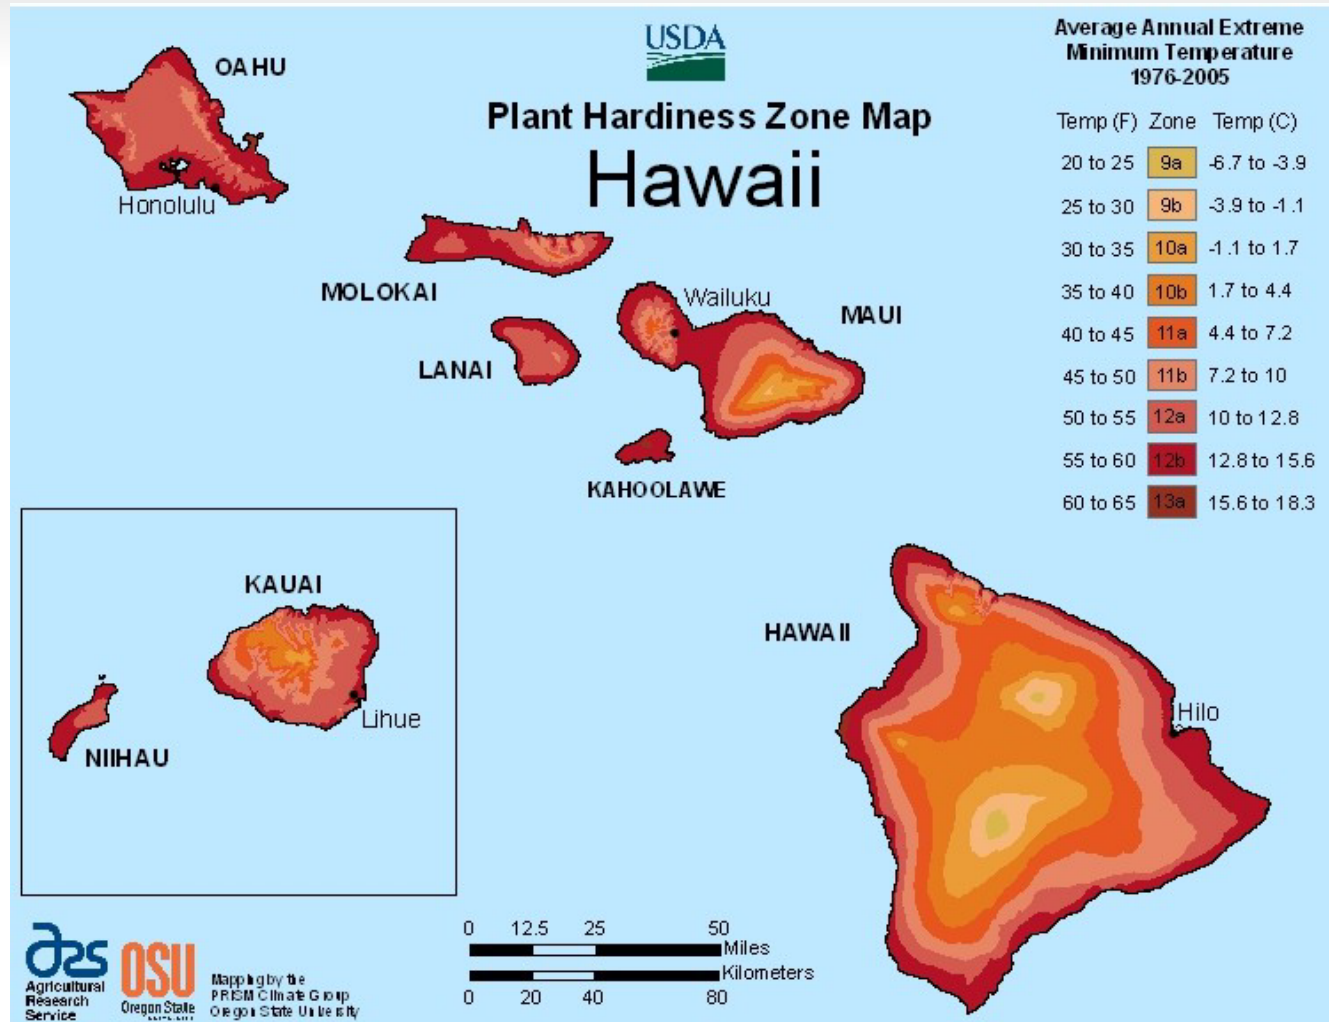 USDA
Plant Hardiness Zone Map
Hawaii
Average Annual Extreme
Minimum Temperature
1976-2005
Temp (F) Zone Temp (C)
20 to 25 9a -6.7 to -3.9
25 to 30 9b -3.9 to -1.1
30 to 35 10a -1.1 to 1.7
35 to 40 10b 1.7 to 4.4
40 to 45 11a 4.4 to 7.2
45 to 50 11b 7.2 to 10
50 to 55 12a 10 to 12.8
55 to 60 12b 12.8 to 15.6
60 to 65 13a 15.6 to 18.3
OAHU
Honolulu
MOLOKAI
Wailuku
MAUI
LANAI
KAHOOLAWE
KAUAI
Lihue
NIIHAU
HAWAII
Hilo
0 12.5 25 50
Miles
Kilometers
0 20 40 80
ars
Agricultural
Research
Service
OSU
Oregon State
Mapping by the
PRISM Climate Group
Oregon State University